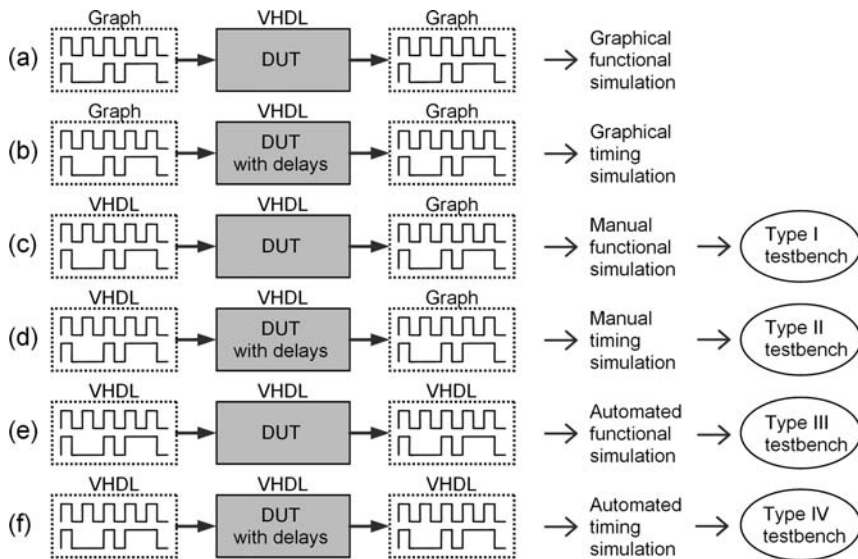 Graph VHDL Graph
(a) DUT Graphical
functional
simulation
Graph VHDL Graph
(b) DUT
with delays Graphical
timing
simulation
VHDL VHDL Graph
(c) DUT Manual
functional
simulation Type I
testbench
VHDL VHDL Graph
(d) DUT
with delays Manual
timing
simulation Type II
testbench
VHDL VHDL VHDL
(e) DUT Automated
functional
simulation Type III
testbench
VHDL VHDL VHDL
(f) DUT
with delays Automated
timing
simulation Type IV
testbench